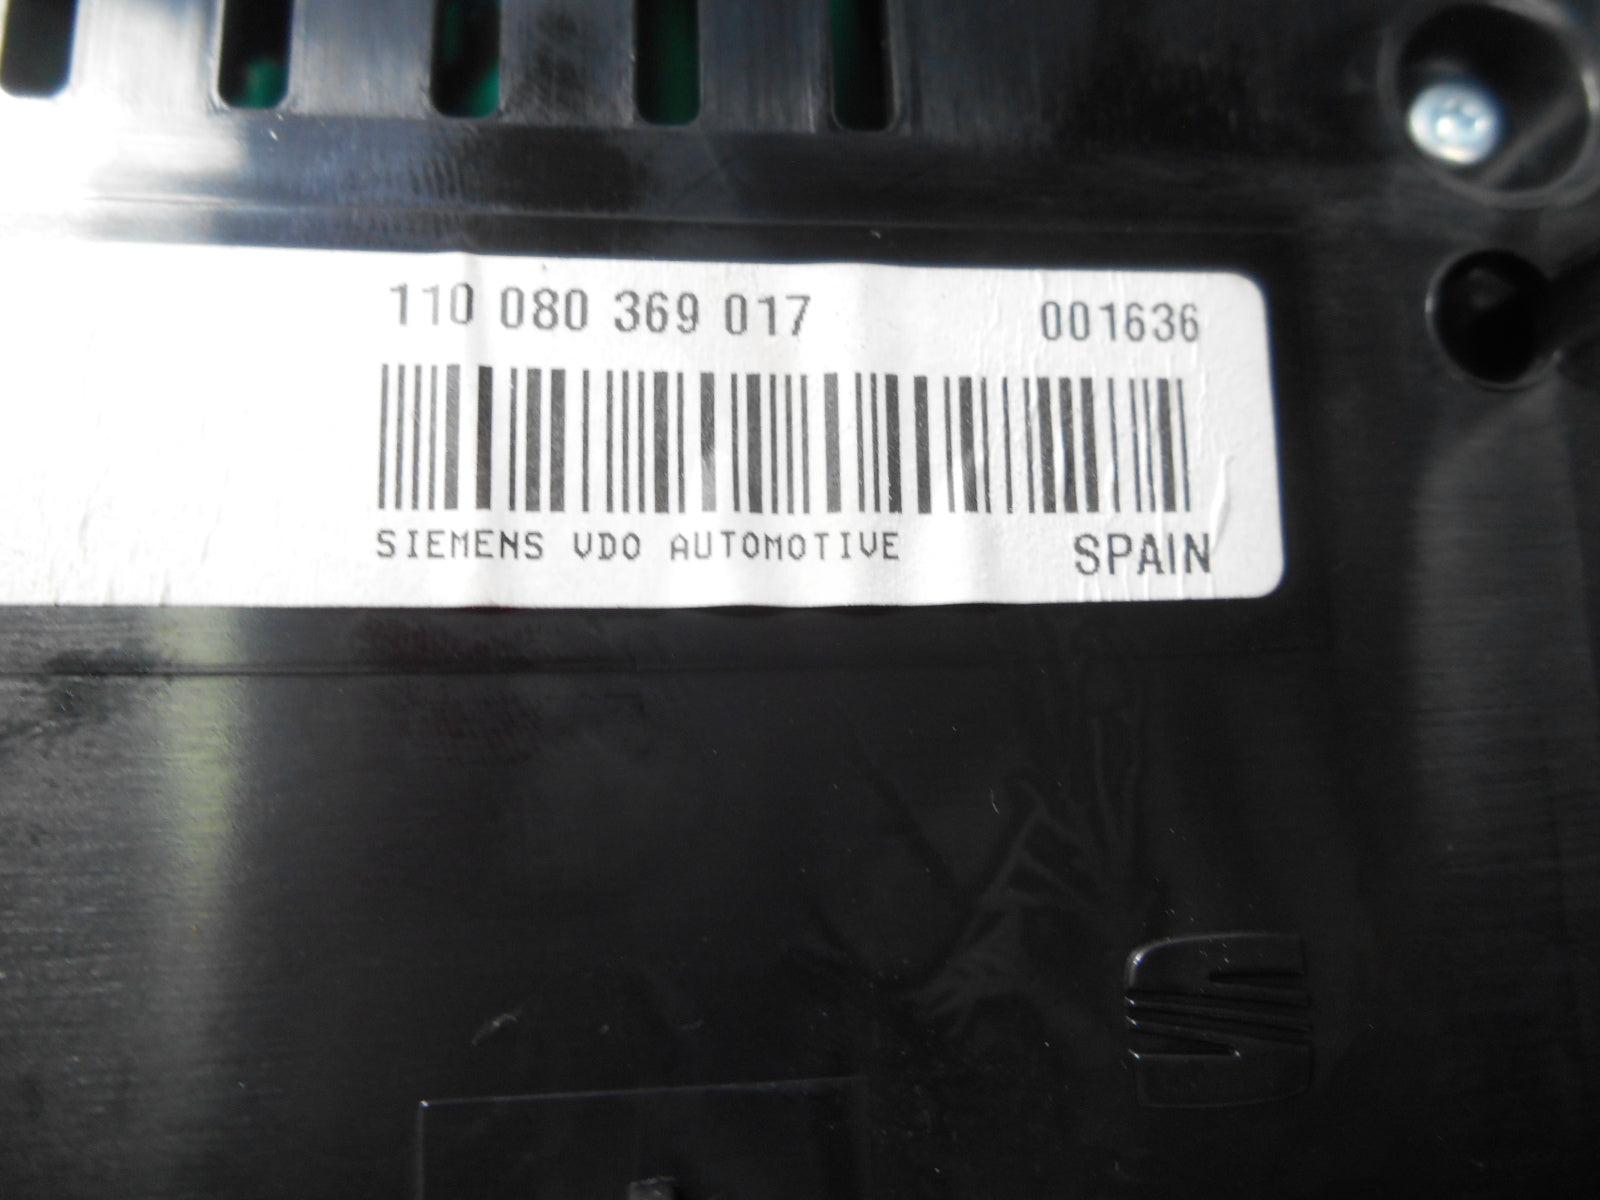 110 080 369 017 001636
SIEMENS VDO AUTOMOTIVE SPAIN